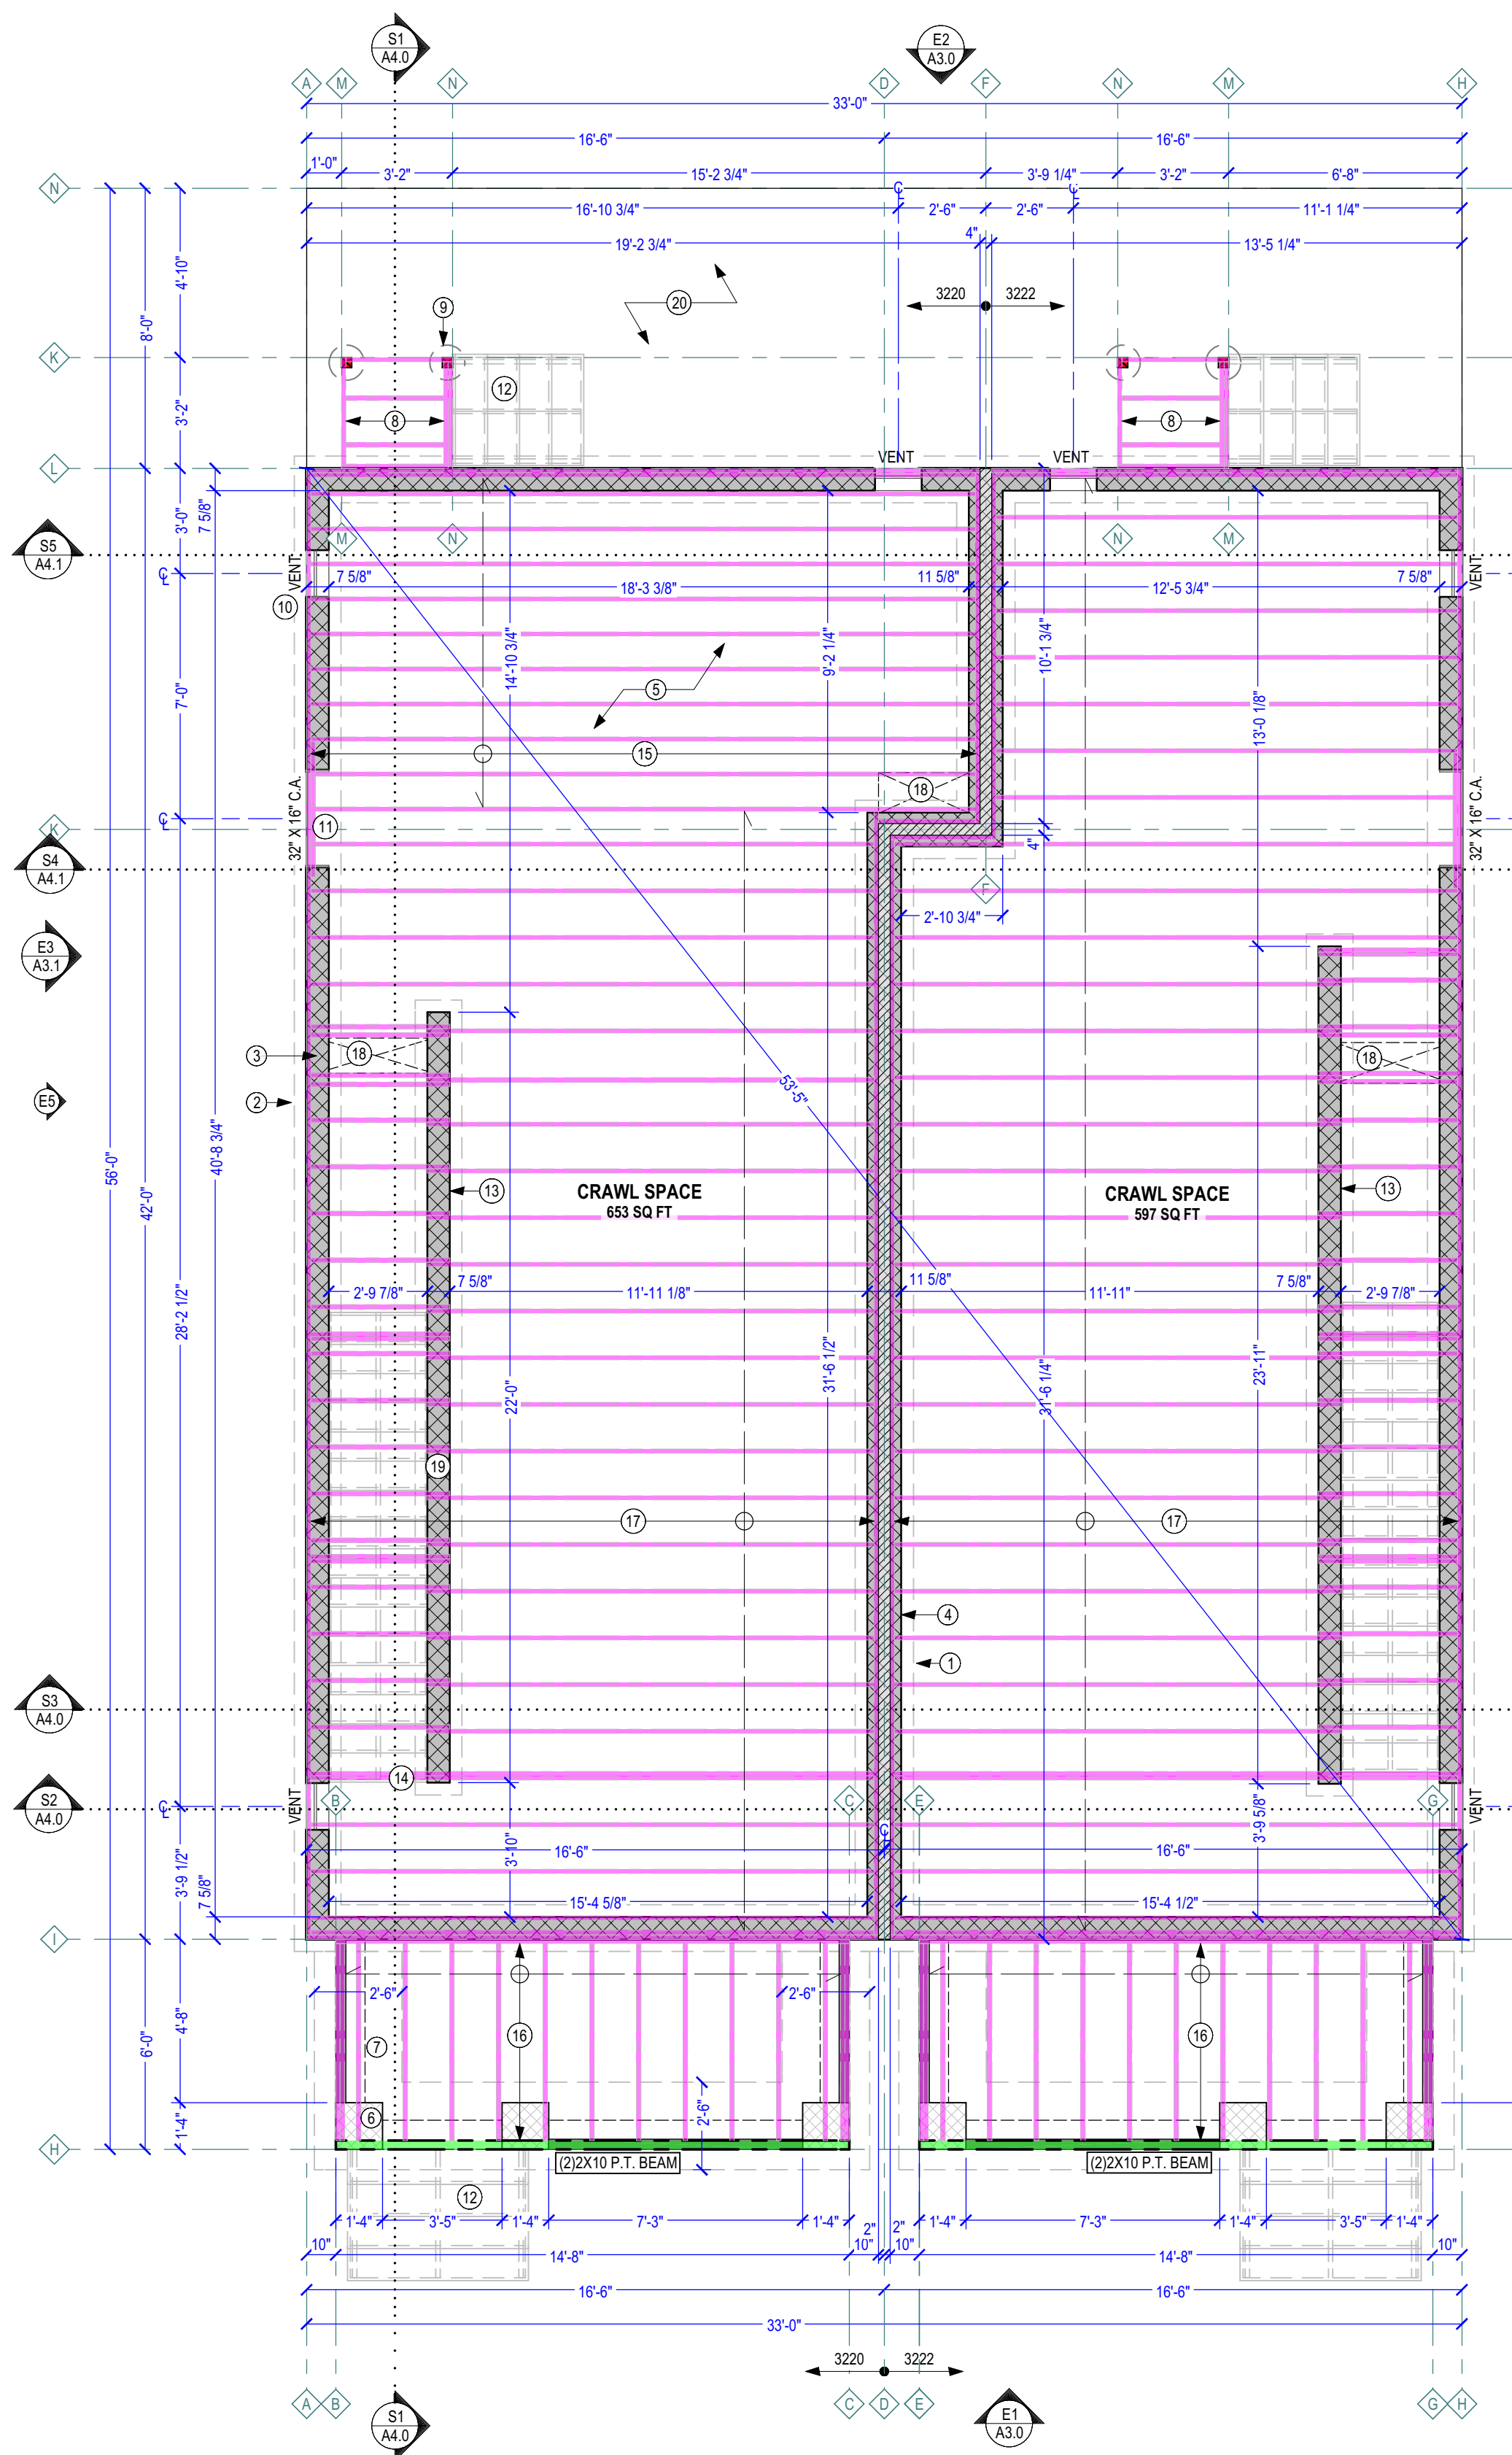 S1
A4.0
E2
A3.0
A
M
N
D
F
N
M
H
33'-0"
16'-6"
16'-6"
1'-0"
3'-2"
15'-2 3/4"
3'-9 1/4"
3'-2"
6'-8"
N
16'-10 3/4"
2'-6"
2'-6"
11'-1 1/4"
4"
19'-2 3/4"
13'-5 1/4"
4'-10"
8'-0"
20
3220
3222
9
K
12
3'-2"
8
8
L
VENT
VENT
3'-0"
7 5/8"
M
N
N
M
S5
A4.1
VENT
VENT
7 5/8"
18'-3 3/8"
11 5/8"
12'-5 3/4"
7 5/8"
10
14'-10 3/4"
9'-2 1/4"
10'-1 3/4"
7'-0"
5
13'-0 1/8"
15
18
32" X 16" C.A.
32" X 16" C.A.
11
K
4"
S4
A4.1
F
2'-10 3/4"
E3
A3.1
3
18
18
53'-5"
E5
2
56'-0"
42'-0"
40'-8 3/4"
13
CRAWL SPACE
653 SQ FT
CRAWL SPACE
597 SQ FT
13
28'-2 1/2"
2'-9 7/8"
7 5/8"
11'-11 1/8"
11 5/8"
11'-11"
7 5/8"
2'-9 7/8"
22'-0"
31'-6 1/2"
31'-6 1/4"
23'-11"
19
17
17
4
1
S3
A4.0
14
S2
A4.0
VENT
B
C
E
G
VENT
3'-9 1/2"
7 5/8"
3'-10"
3'-9 5/8"
16'-6"
16'-6"
15'-4 5/8"
15'-4 1/2"
I
2'-6"
2'-6"
4'-8"
6'-0"
7
16
16
1'-4"
6
2'-6"
H
(2)2X10 P.T. BEAM
(2)2X10 P.T. BEAM
12
1'-4"
3'-5"
1'-4"
7'-3"
1'-4"
2"
2"
1'-4"
7'-3"
1'-4"
3'-5"
1'-4"
10"
14'-8"
10"
10"
14'-8"
10"
16'-6"
16'-6"
33'-0"
3220
3222
A
B
C
D
E
G
H
S1
A4.0
E1
A3.0